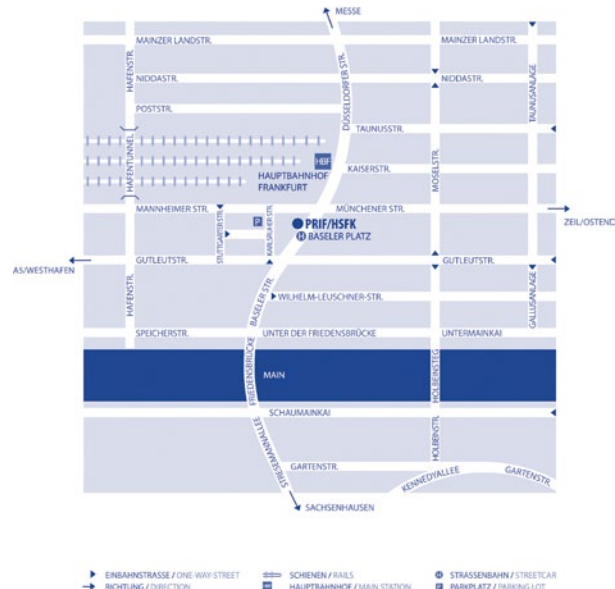 MESSE
MAINZER LANDSTR.
MAINZER LANDSTR.
HAFENSTR.
NIDDASTR.
NIDDASTR.
DÜSSELDORFER STR.
TAUNUSANLAGE
POSTSTR.
TAUNUSSTR.
HAFENTUNNEL
HBF
HAUPTBAHNHOF
FRANKFURT
KAISERSTR.
MOSELSTR.
MANNHEIMER STR.
P
MÜNCHENER STR.
ZEIL/OSTEND
STUTTGARTER STR.
KARLSRUHER STR.
PRIF/HSFK
H BASELER PLATZ
AS/WESTHAFEN
GUTLEUTSTR.
GUTLEUTSTR.
HAFENSTR.
BASELER STR.
WILHELM-LEUSCHNER-STR.
GALLUSANLAGE
SPEICHERSTR.
UNTER DER FRIEDENSBRÜCKE
UNTERMAINKAI
FRIEDENSBRÜCKE
MAIN
HOLBEINSTEG
SCHAUMAINKAI
HOLBEINSTR.
STRESEMANNALLEE
GARTENSTR.
KENNEDYALLEE
GARTENSTR.
SACHSENHAUSEN
EINBAHNSTRASSE / ONE-WAY-STREET
SCHIENEN / RAILS
H STRASSENBAHN / STREETCAR
RICHTUNG / DIRECTION
HBF HAUPTBAHNHOF / MAIN STATION
P PARKPLATZ / PARKING LOT